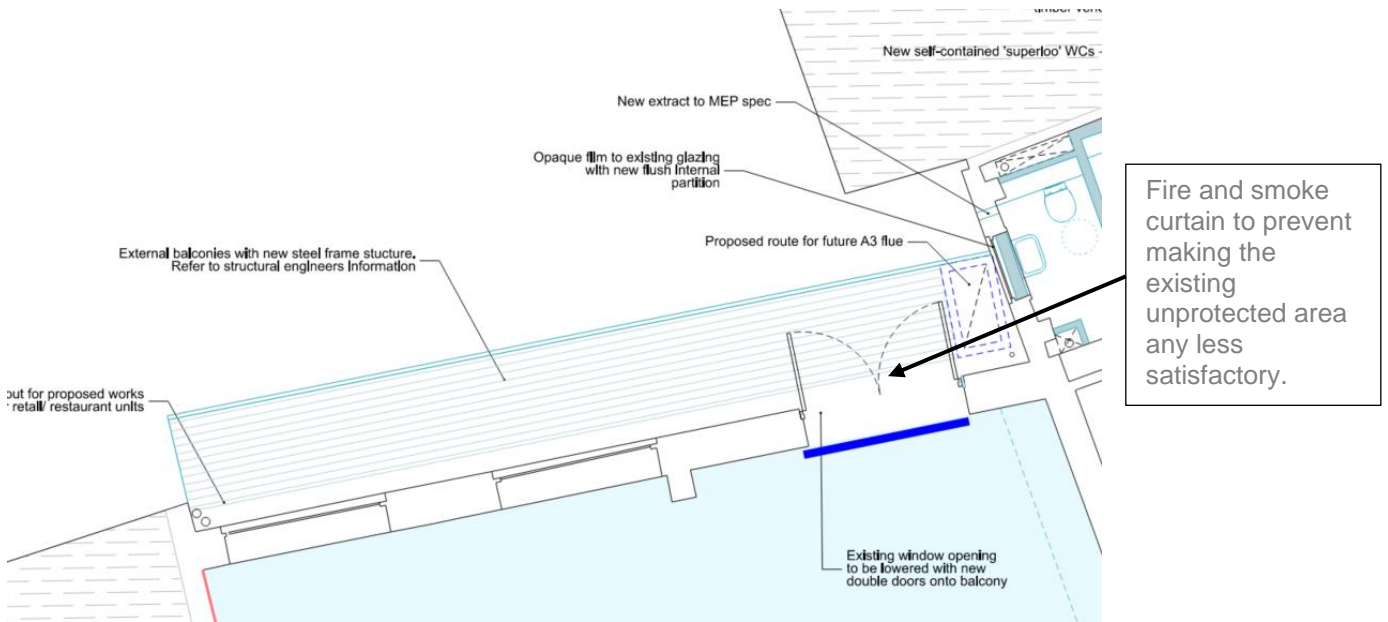 New self-contained 'superloo' WCs
New extract to MEP spec
Opaque film to existing glazing
with new flush internal
partition
Proposed route for future A3 flue
External balconies with new steel frame stucture.
Refer to structural engineers information
out for proposed works
retail/ restaurant units
Existing window opening
to be lowered with new
double doors onto balcony
Fire and smoke
curtain to prevent
making the
existing
unprotected area
any less
satisfactory.